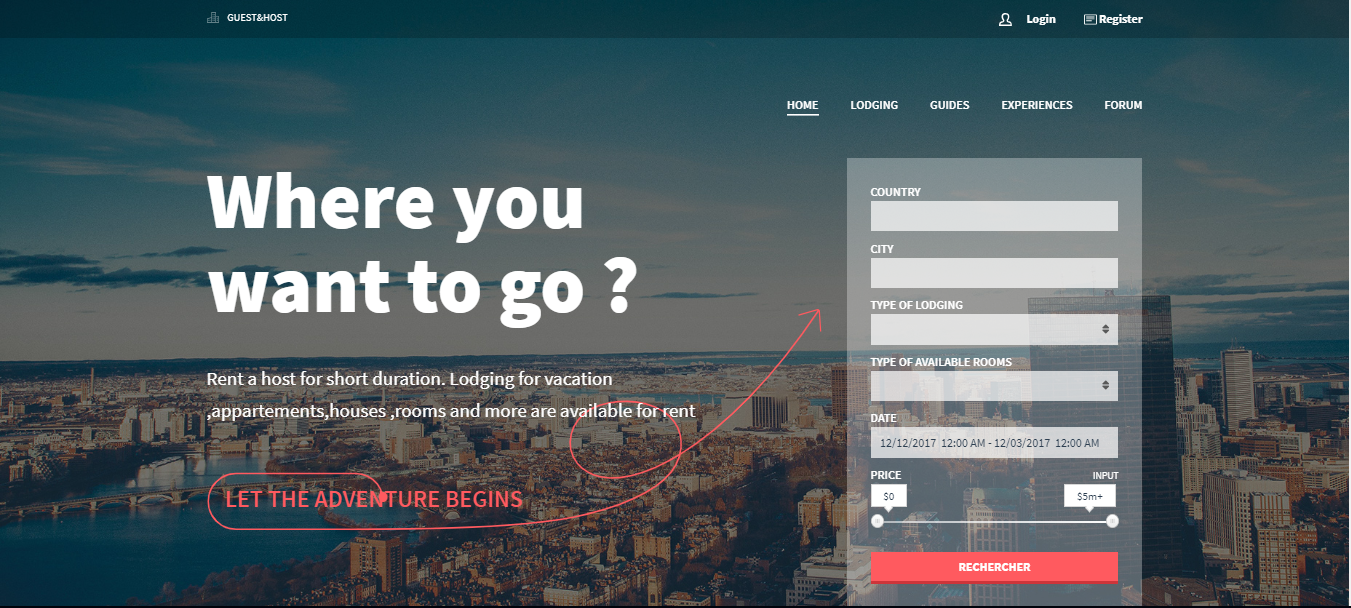 GUEST&HOST
Login
Register
HOME
LODGING
GUIDES
EXPERIENCES
FORUM
Where you
want to go ?
Rent a host for short duration. Lodging for vacation
,appartements,houses ,rooms and more are available for rent
LET THE ADVENTURE BEGINS
COUNTRY
CITY
TYPE OF LODGING
TYPE OF AVAILABLE ROOMS
DATE
12/12/2017 12:00 AM - 12/03/2017 12:00 AM
PRICE
INPUT
$0
$5m+
RECHERCHER